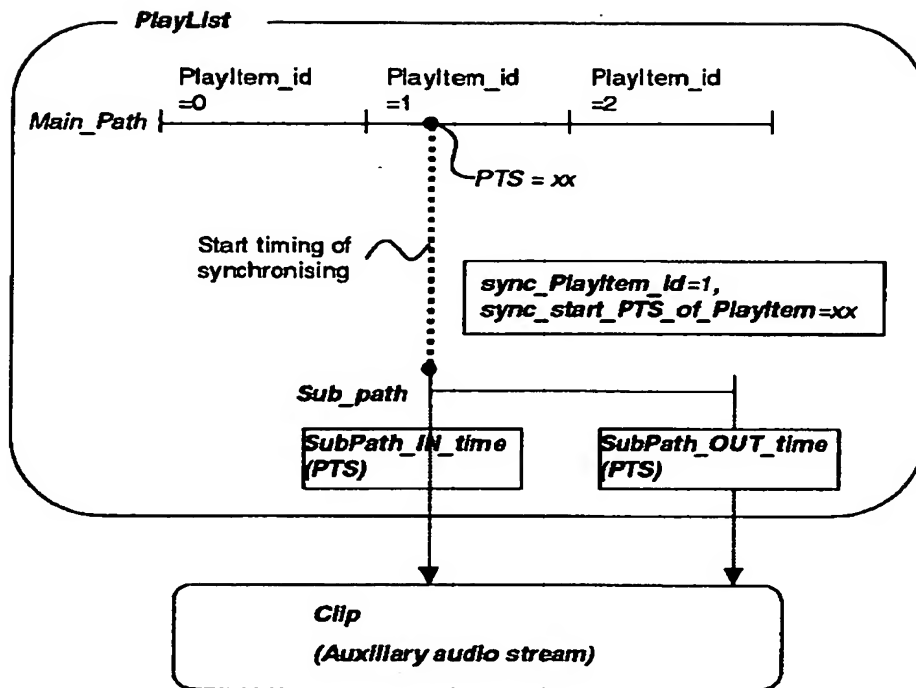 PlayList
PlayItem_id
=0
PlayItem_id
=1
PlayItem_id
=2
Main_Path
PTS = xx
Start timing of
synchronising
sync_PlayItem_id=1,
sync_start_PTS_of_PlayItem=xx
Sub_path
SubPath_IN_time
(PTS)
SubPath_OUT_time
(PTS)
Clip
(Auxiliary audio stream)